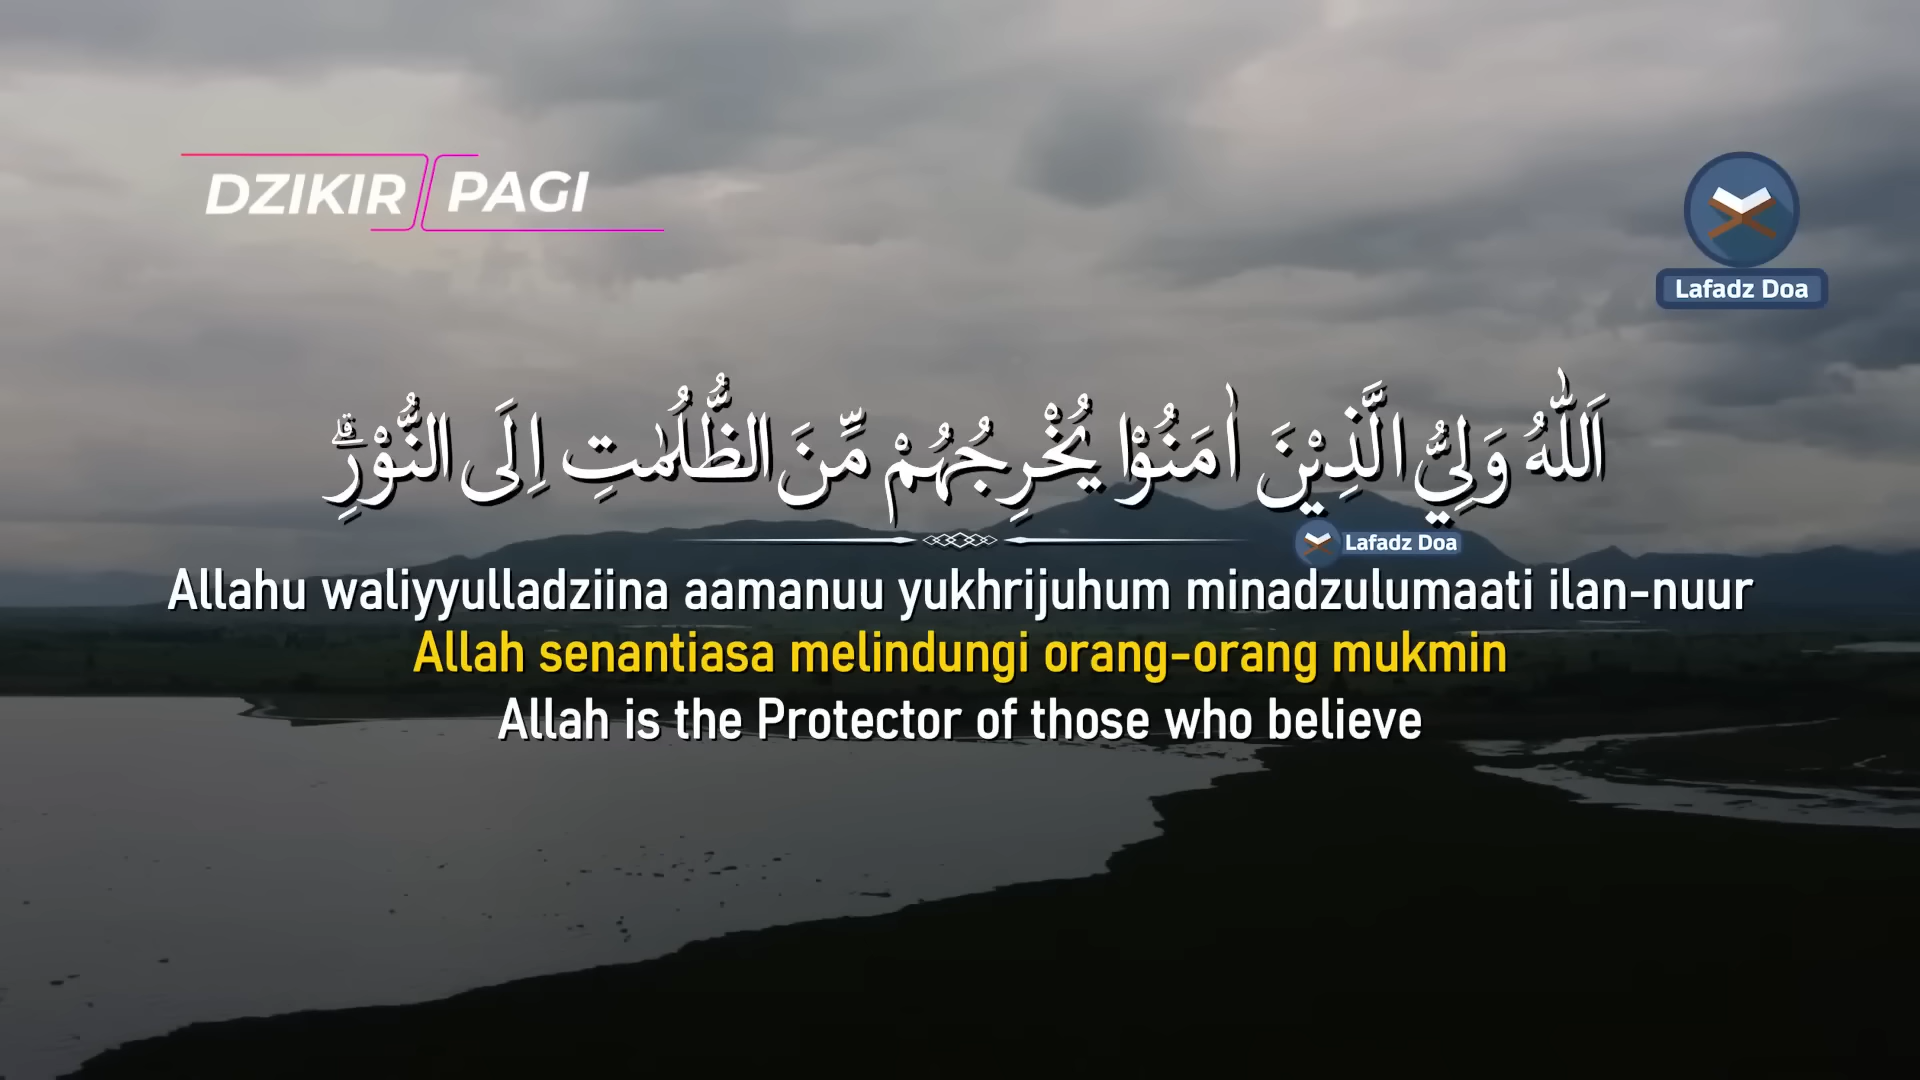 DZIKIR PAGI
Lafadz Doa
اَللّٰهُ وَلِيُّ الَّذِيْنَ اٰمَنُوْا يُخْرِجُهُمْ مِّنَ الظُّلُمٰتِ اِلَى النُّوْرِۗ
Lafadz Doa
Allahu waliyyulladziina aamanuu yukhrijuhum minadzulumaati ilan-nuur
Allah senantiasa melindungi orang-orang mukmin
Allah is the Protector of those who believe